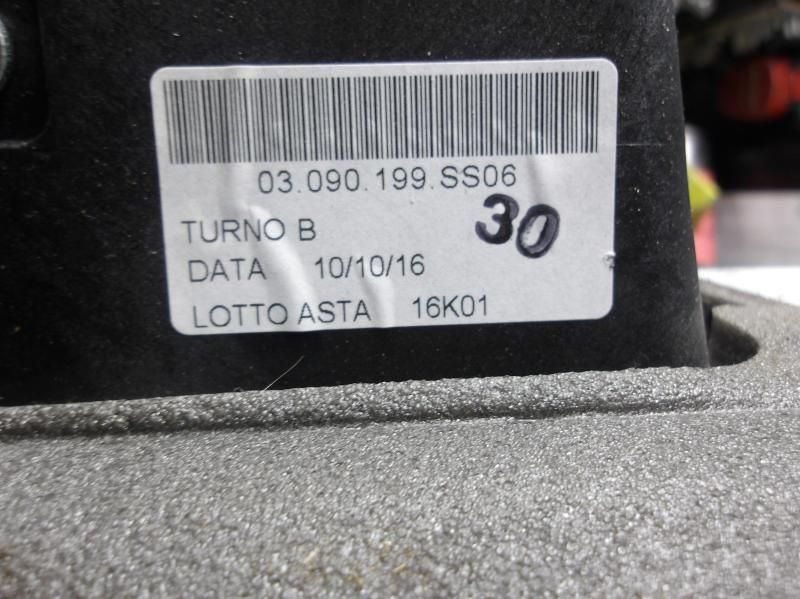 03.090.199.SS06
30
TURNO B
DATA 10/10/16
LOTTO ASTA 16K01